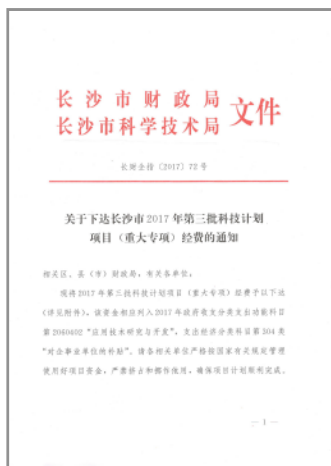 长沙市财政局
长沙市科学技术局 文件
长财企指〔2017〕72号
关于下达长沙市2017年第三批科技计划
项目（重大专项）经费的通知
相关区、县（市）财政局，有关各单位：
现将2017年第三批科技计划项目（重大专项）经费予以下达
（详见附件），该资金相应列入2017年政府收支分类支出功能科目
第2060402“应用技术研究与开发”，支出经济分类科目第304类
“对企事业单位的补贴”。请各相关单位严格按国家有关规定管理
使用好项目资金，严禁挤占和挪作他用，确保项目计划顺利完成。
— 1 —